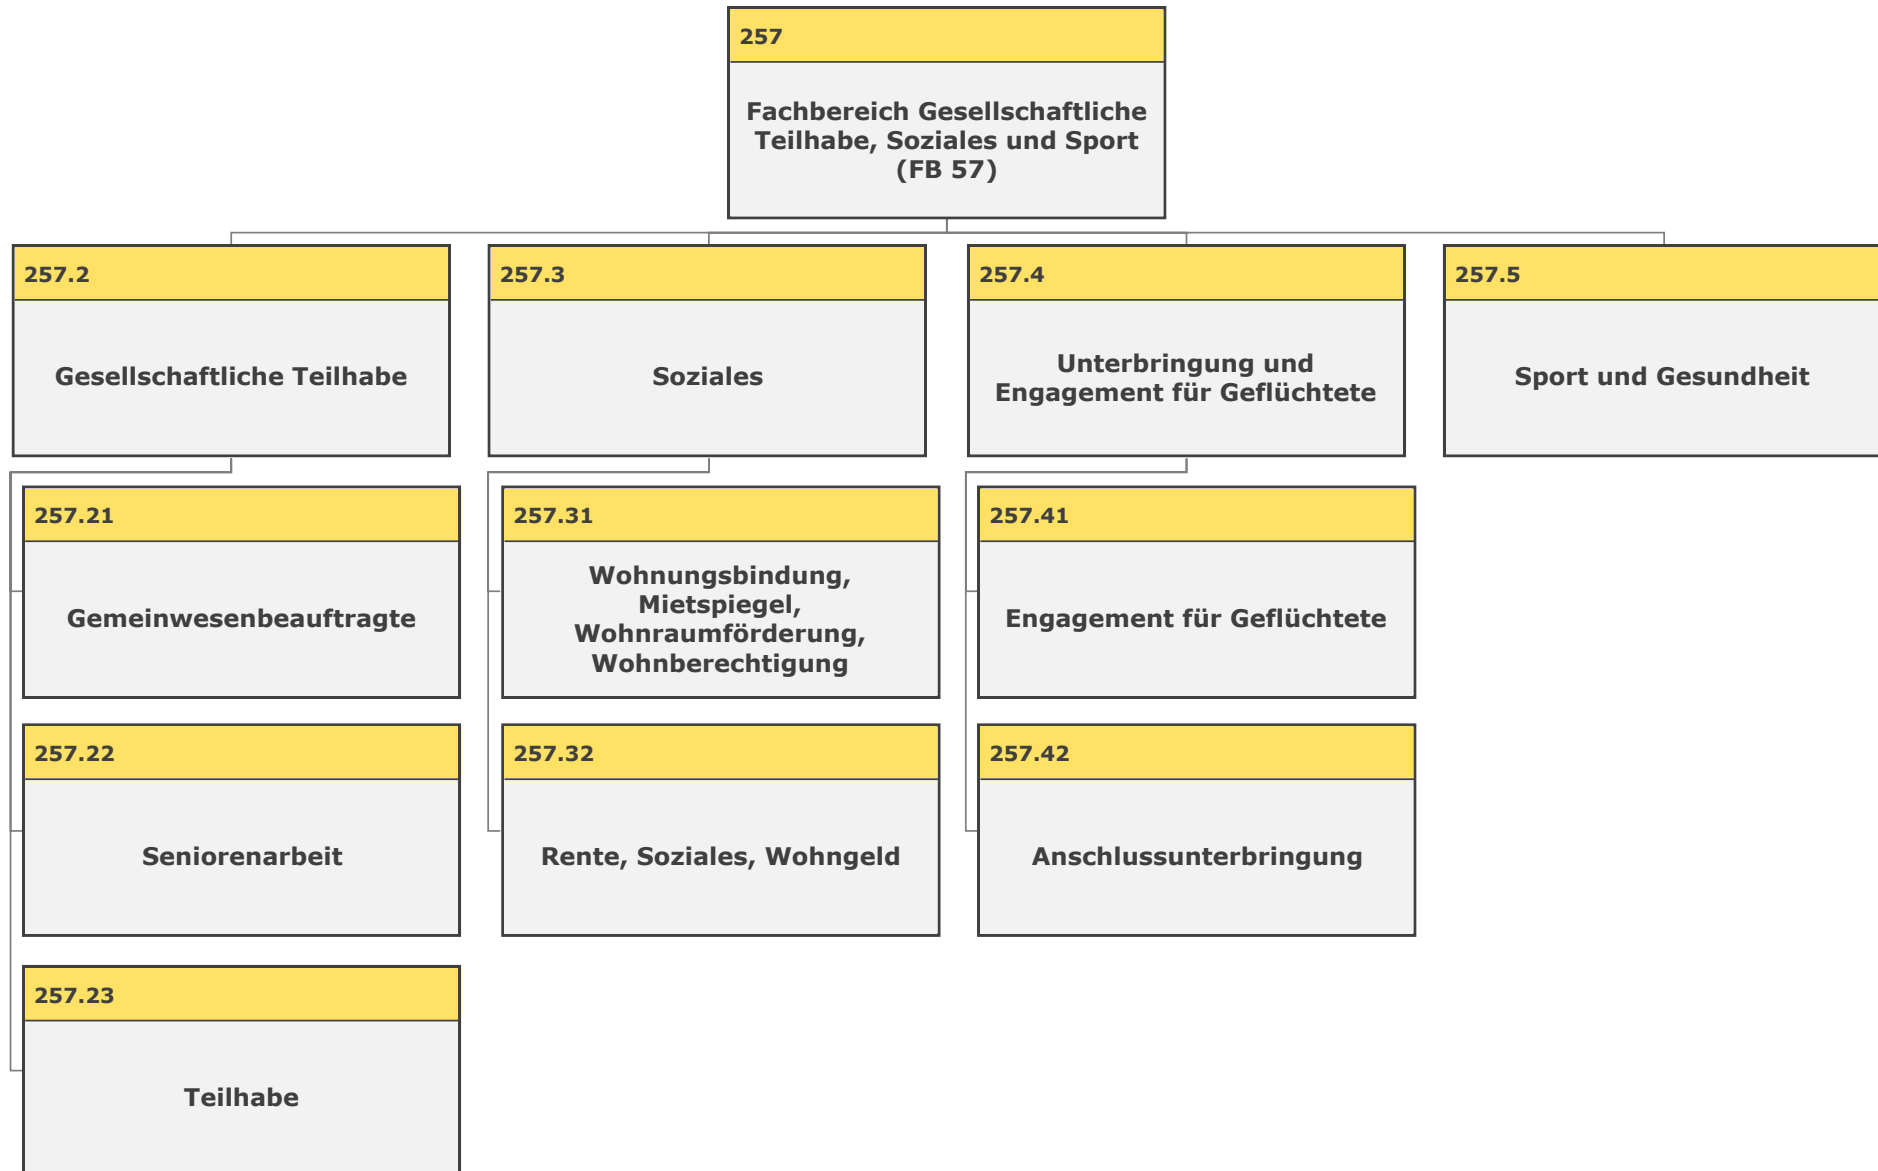 257
Fachbereich Gesellschaftliche
Teilhabe, Soziales und Sport
(FB 57)
257.2
Gesellschaftliche Teilhabe
257.3
Soziales
257.4
Unterbringung und
Engagement für Geflüchtete
257.5
Sport und Gesundheit
257.21
Gemeinwesenbeauftragte
257.31
Wohnungsbindung,
Mietspiegel,
Wohnraumförderung,
Wohnberechtigung
257.41
Engagement für Geflüchtete
257.22
Seniorenarbeit
257.32
Rente, Soziales, Wohngeld
257.42
Anschlussunterbringung
257.23
Teilhabe